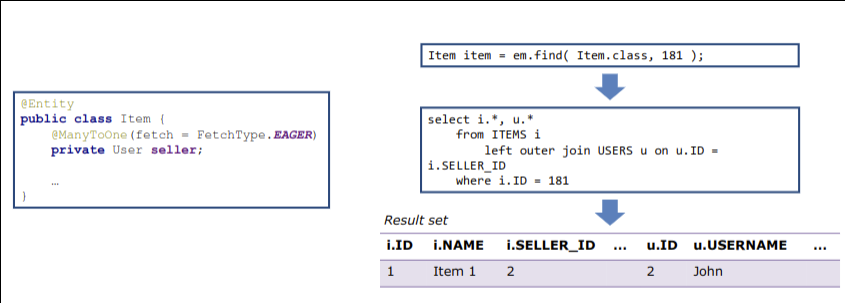 @Entity
public class Item {
@ManyToOne(fetch = FetchType.EAGER)
private User seller;
…
}
Item item = em.find( Item.class, 181 );
select i.*, u.*
from ITEMS i
left outer join USERS u on u.ID =
i.SELLER_ID
where i.ID = 181
Result set
i.ID i.NAME i.SELLER_ID … u.ID u.USERNAME …
1 Item 1 2 2 John